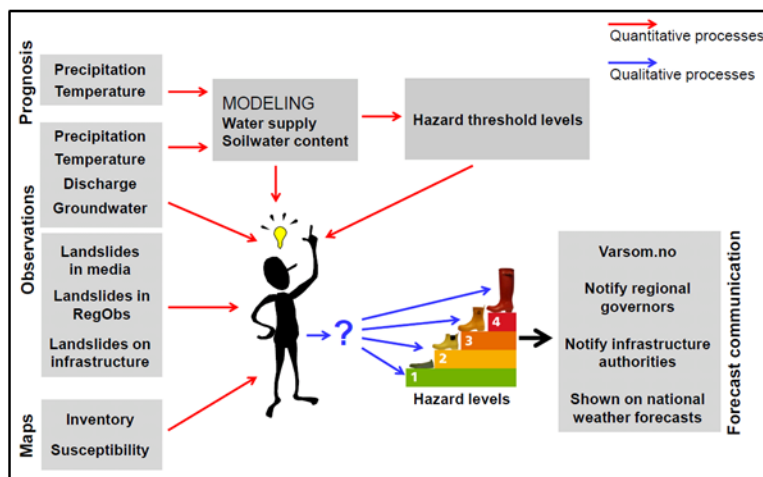 Quantitative processes
Qualitative processes
Prognosis
Precipitation
Temperature
MODELING
Water supply
Soilwater content
Hazard threshold levels
Observations
Precipitation
Temperature
Discharge
Groundwater
Landslides
in media
Landslides in
RegObs
Landslides on
infrastructure
Maps
Inventory
Susceptibility
?
1
2
3
4
Hazard levels
Varsom.no
Notify regional
governors
Notify infrastructure
authorities
Shown on national
weather forecasts
Forecast communication